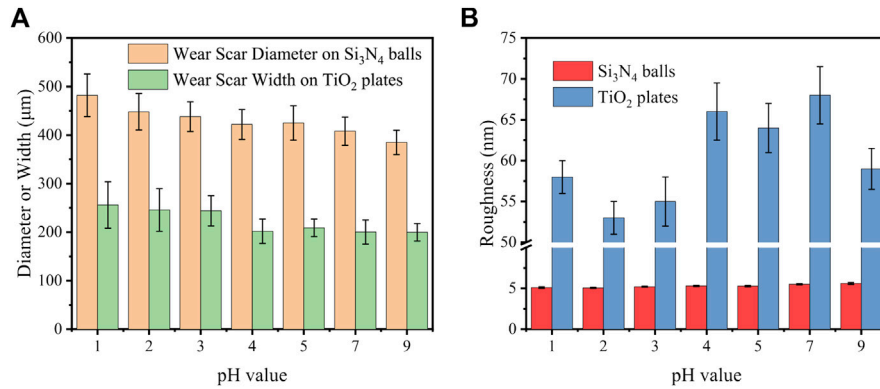 A
600
500
400
300
200
100
0
Diameter or Width (μm)
Wear Scar Diameter on Si₃N₄ balls
Wear Scar Width on TiO₂ plates
1 2 3 4 5 7 9
pH value
B
75
70
65
60
55
50
5
0
Roughness (nm)
Si₃N₄ balls
TiO₂ plates
1 2 3 4 5 7 9
pH value